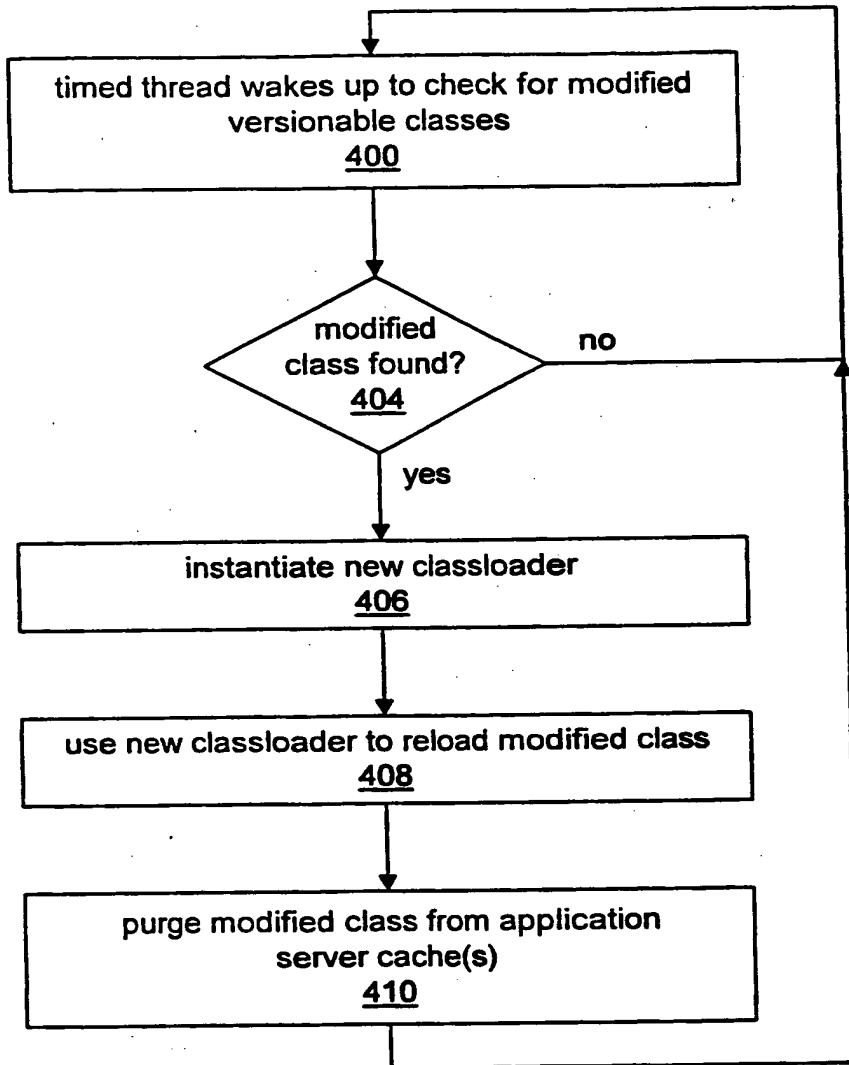 timed thread wakes up to check for modified
versionable classes
400
modified
class found?
404
no
yes
instantiate new classloader
406
use new classloader to reload modified class
408
purge modified class from application
server cache(s)
410